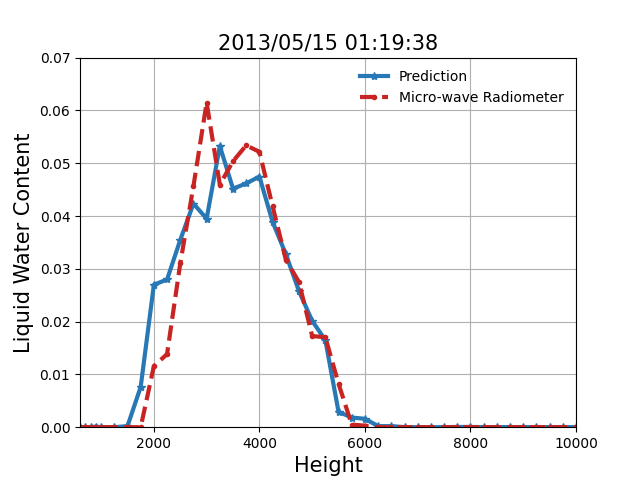 2013/05/15 01:19:38
0.07
0.06
0.05
0.04
0.03
0.02
0.01
0.00
Liquid Water Content
Prediction
Micro-wave Radiometer
2000 4000 6000 8000 10000
Height